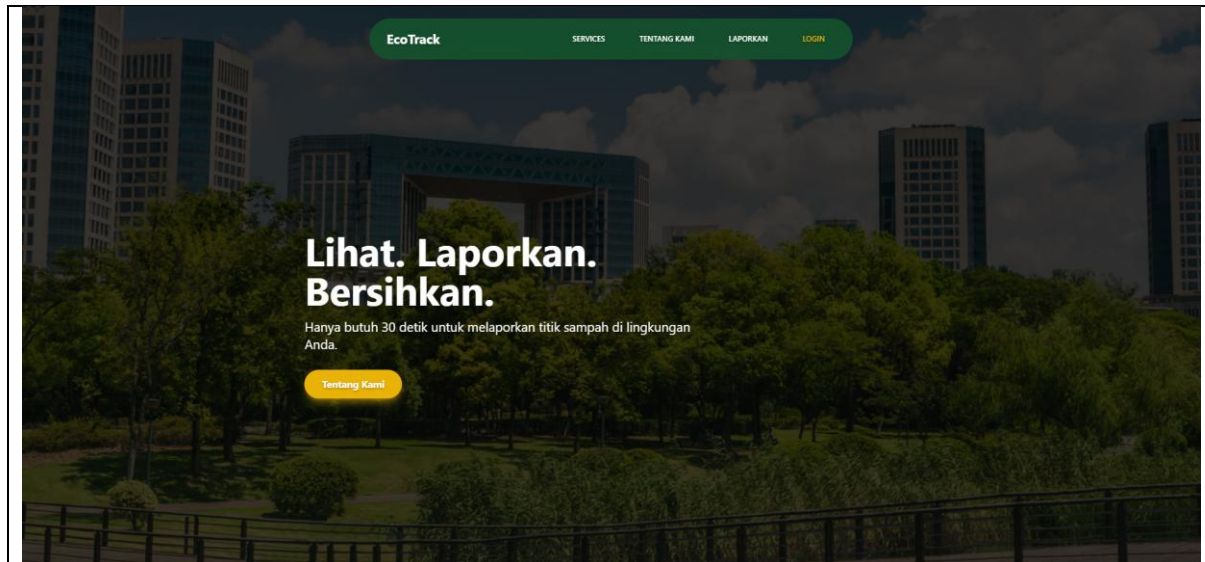 EcoTrack SERVICES TENTANG KAMI LAPORKAN LOGIN
Lihat. Laporkan.
Bersihkan.
Hanya butuh 30 detik untuk melaporkan titik sampah di lingkungan
Anda.
Tentang Kami